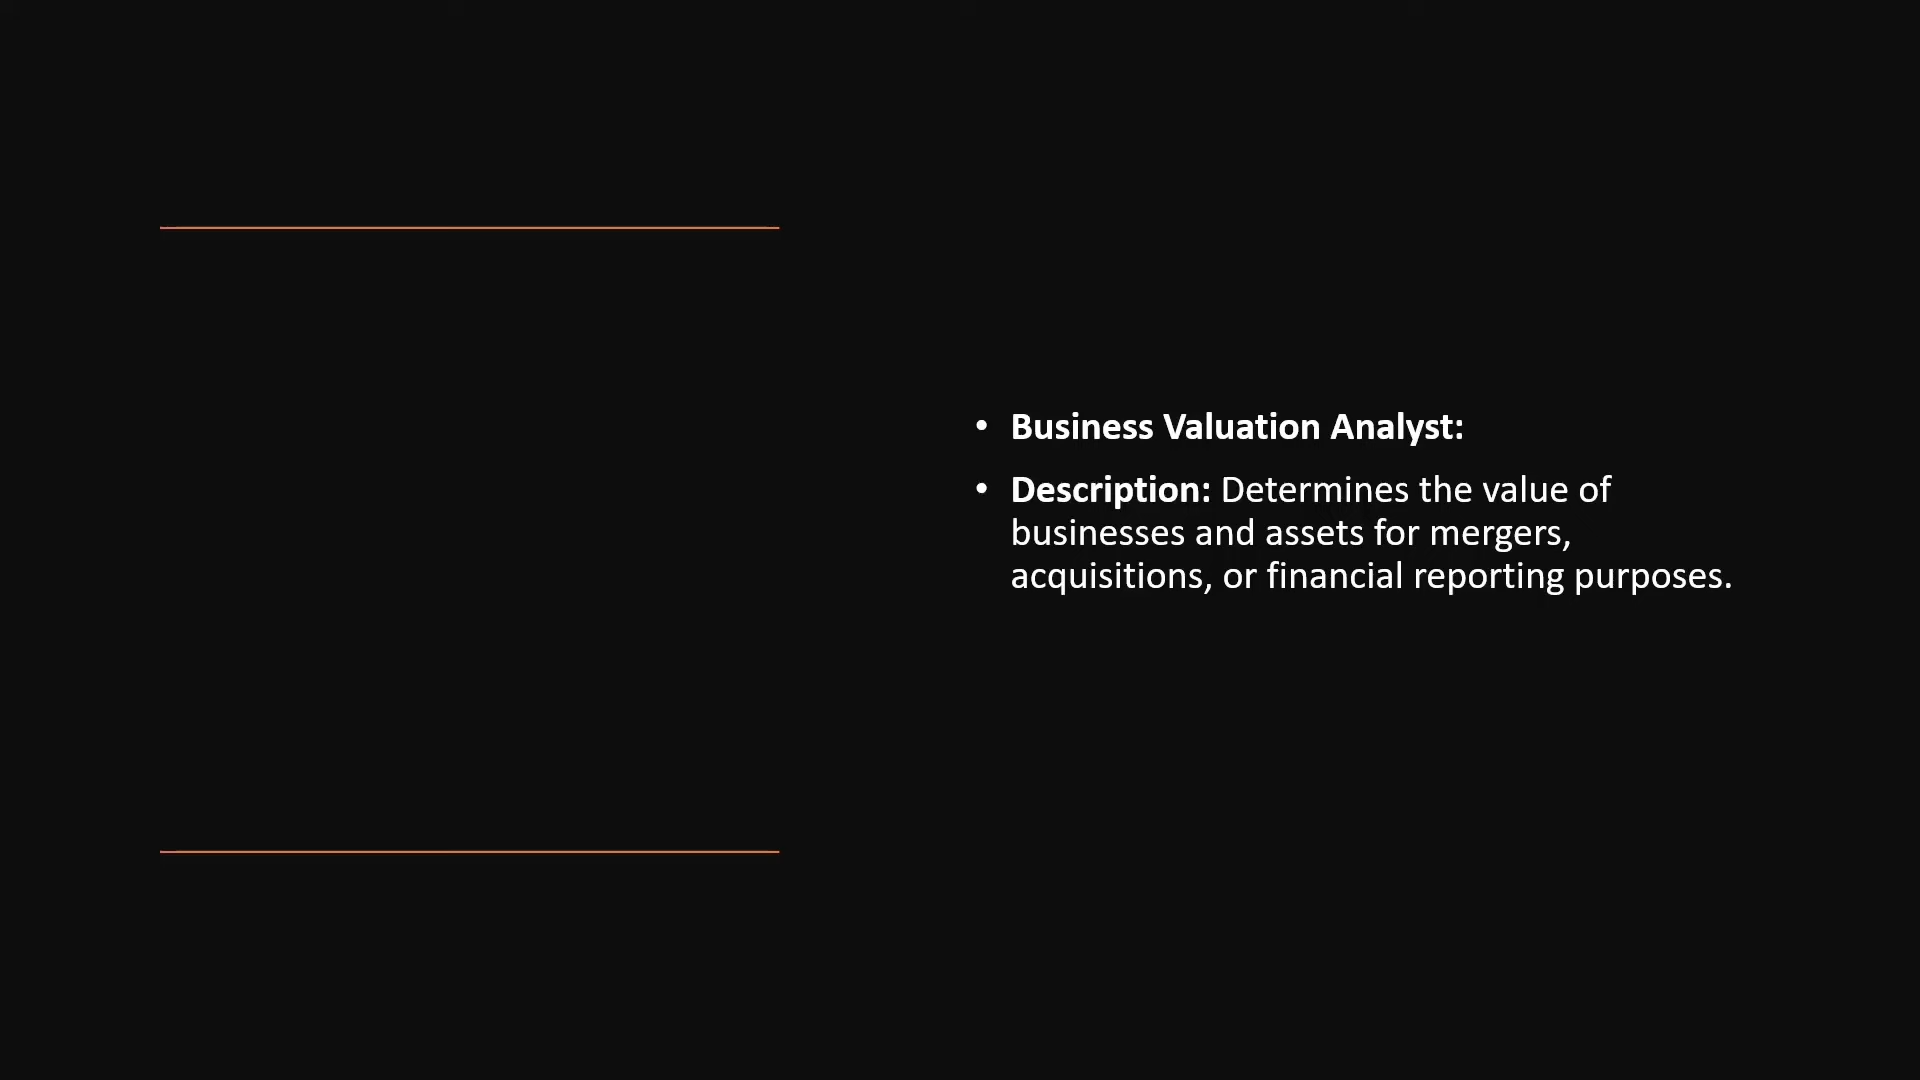 • Business Valuation Analyst:
• Description: Determines the value of
businesses and assets for mergers,
acquisitions, or financial reporting purposes.